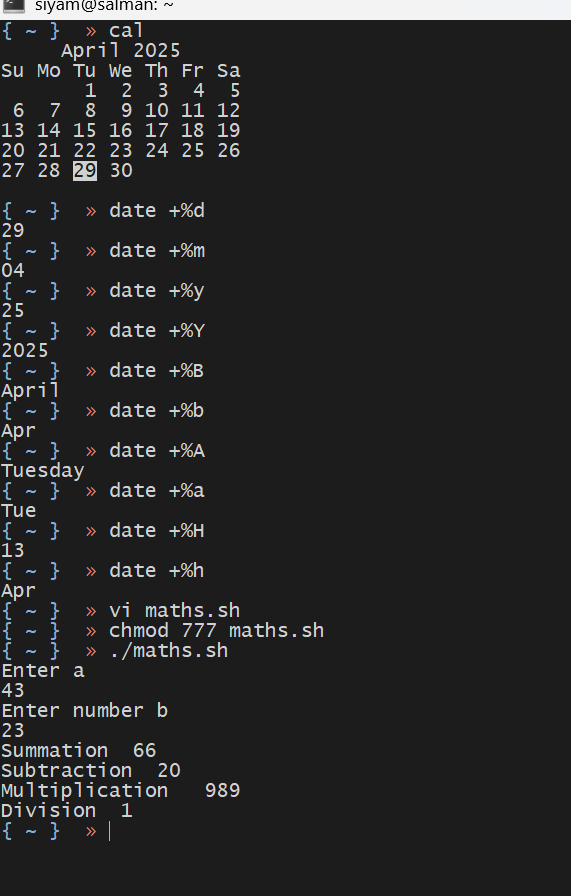 siyam@salman: ~
{ ~ }  » cal
     April 2025
Su Mo Tu We Th Fr Sa
       1  2  3  4  5
 6  7  8  9 10 11 12
13 14 15 16 17 18 19
20 21 22 23 24 25 26
27 28 29 30
{ ~ }  » date +%d
29
{ ~ }  » date +%m
04
{ ~ }  » date +%y
25
{ ~ }  » date +%Y
2025
{ ~ }  » date +%B
April
{ ~ }  » date +%b
Apr
{ ~ }  » date +%A
Tuesday
{ ~ }  » date +%a
Tue
{ ~ }  » date +%H
13
{ ~ }  » date +%h
Apr
{ ~ }  » vi maths.sh
{ ~ }  » chmod 777 maths.sh
{ ~ }  » ./maths.sh
Enter a
43
Enter number b
23
Summation  66
Subtraction  20
Multiplication   989
Division  1
{ ~ }  »